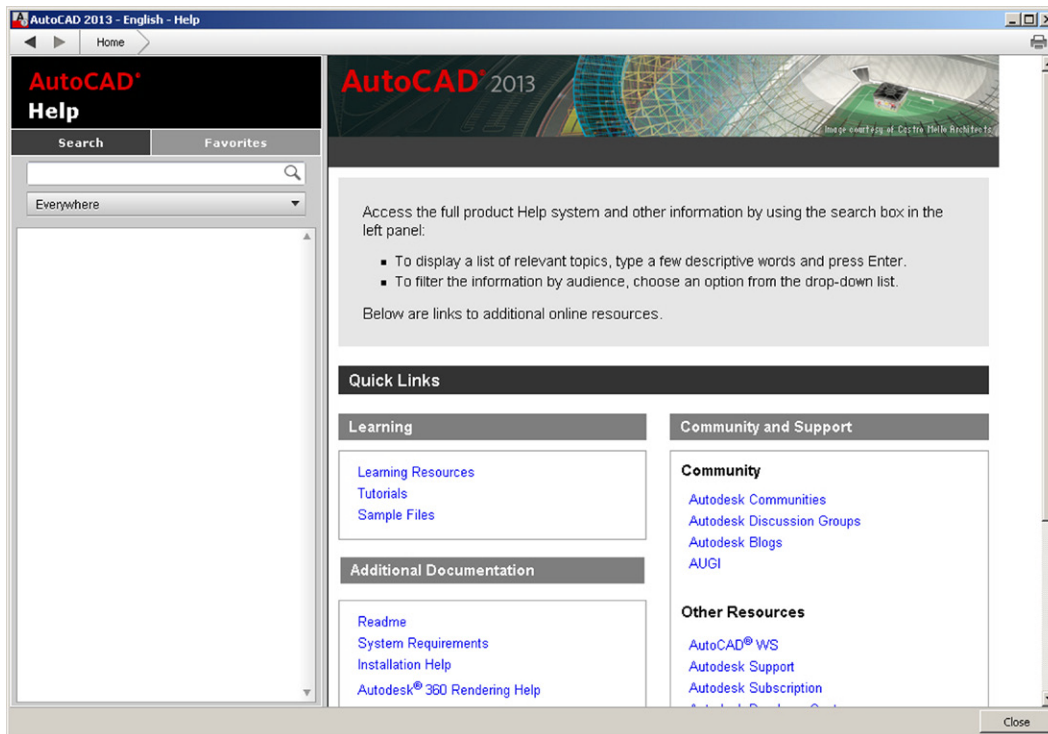 AutoCAD 2013 - English - Help
Home
AutoCAD®
Help
Search Favorites
Everywhere
AutoCAD® 2013
Image courtesy of Castro Mello Architects
Access the full product Help system and other information by using the search box in the
left panel:
▪ To display a list of relevant topics, type a few descriptive words and press Enter.
▪ To filter the information by audience, choose an option from the drop-down list.
Below are links to additional online resources.
Quick Links
Learning
Learning Resources
Tutorials
Sample Files
Additional Documentation
Readme
System Requirements
Installation Help
Autodesk® 360 Rendering Help
Community and Support
Community
Autodesk Communities
Autodesk Discussion Groups
Autodesk Blogs
AUGI
Other Resources
AutoCAD® WS
Autodesk Support
Autodesk Subscription
Close